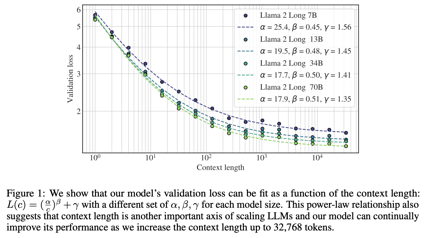 6
5
4
3
2
Validation loss
10⁰
10¹
10²
10³
10⁴
Context length
Llama 2 Long 7B
α = 25.4, β = 0.45, γ = 1.56
Llama 2 Long 13B
α = 19.5, β = 0.48, γ = 1.45
Llama 2 Long 34B
α = 17.7, β = 0.50, γ = 1.41
Llama 2 Long 70B
α = 17.9, β = 0.51, γ = 1.35
Figure 1: We show that our model's validation loss can be fit as a function of the context length:
L(c) = (α/c)^β + γ with a different set of α, β, γ for each model size. This power-law relationship also
suggests that context length is another important axis of scaling LLMs and our model can continually
improve its performance as we increase the context length up to 32,768 tokens.